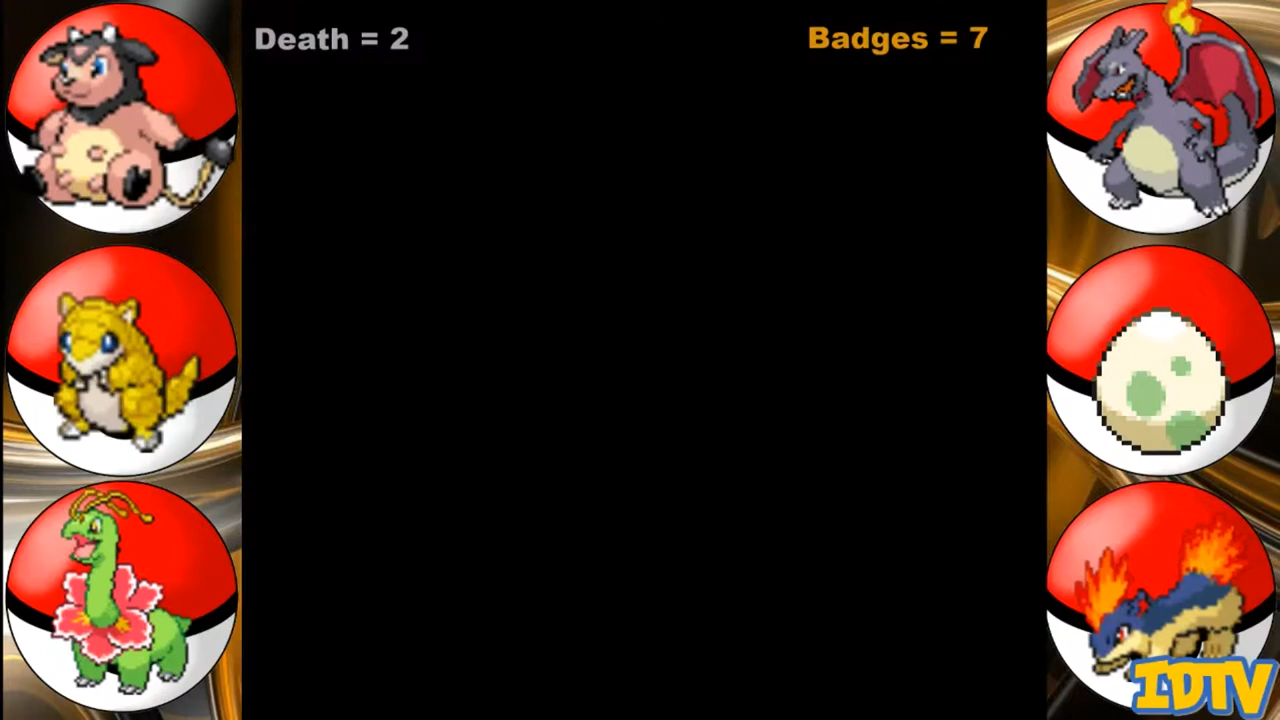 Death = 2
Badges = 7
IDTV